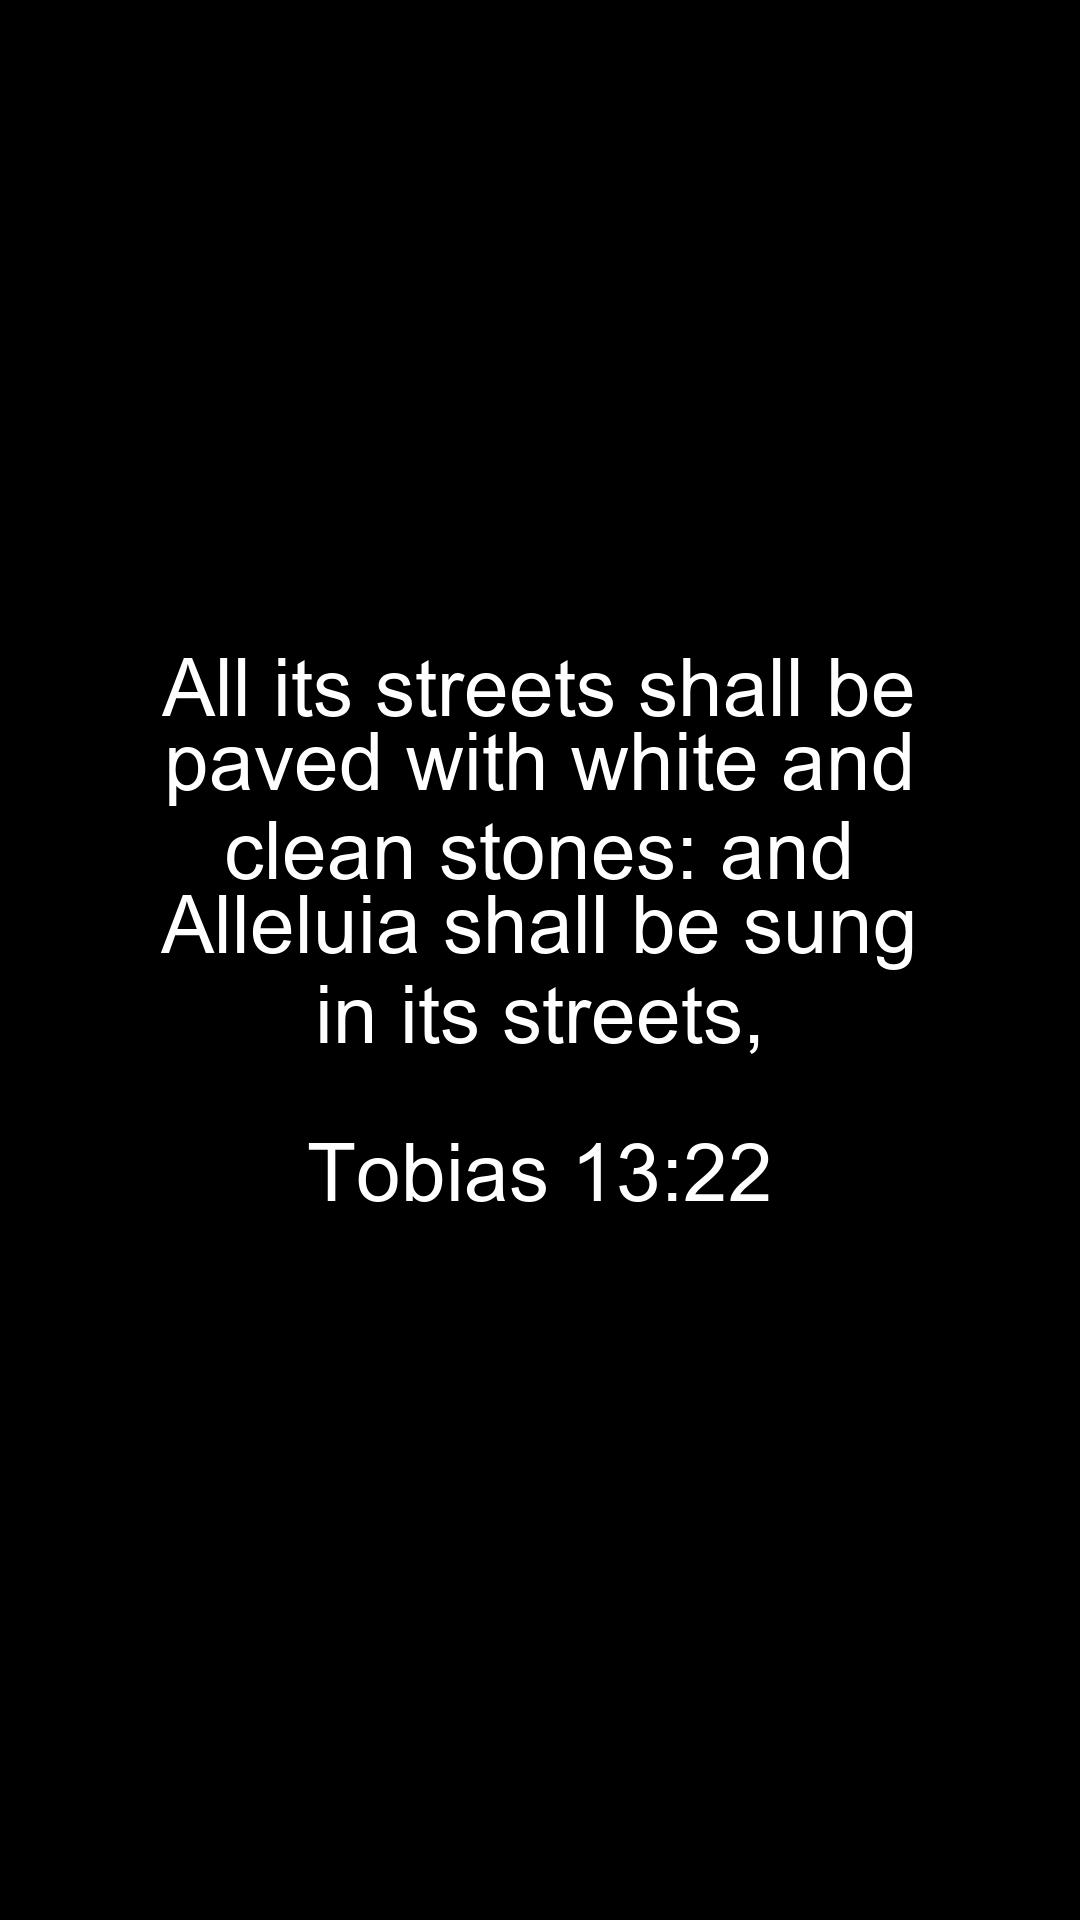 All its streets shall be
paved with white and
clean stones: and
Alleluia shall be sung
in its streets,
Tobias 13:22